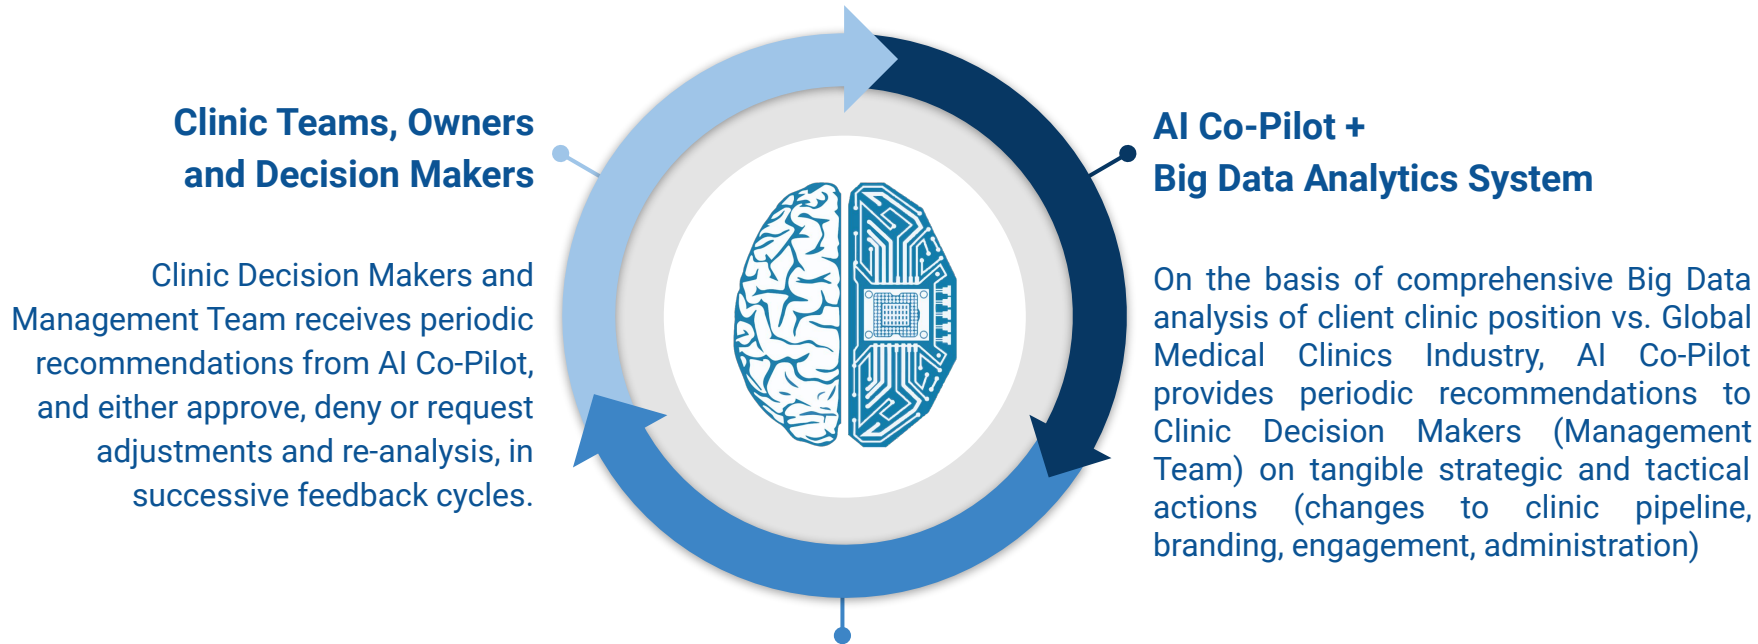 Clinic Teams, Owners
and Decision Makers
Clinic Decision Makers and
Management Team receives periodic
recommendations from AI Co-Pilot,
and either approve, deny or request
adjustments and re-analysis, in
successive feedback cycles.
AI Co-Pilot +
Big Data Analytics System
On the basis of comprehensive Big Data
analysis of client clinic position vs. Global
Medical Clinics Industry, AI Co-Pilot
provides periodic recommendations to
Clinic Decision Makers (Management
Team) on tangible strategic and tactical
actions (changes to clinic pipeline,
branding, engagement, administration)